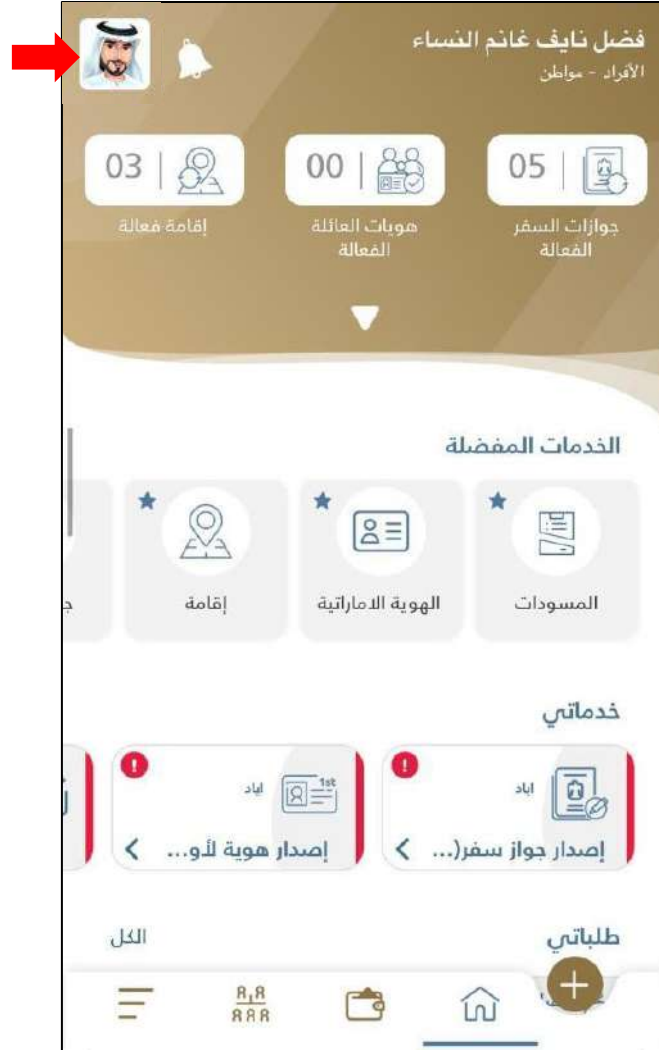 فضل نايف غانم النساء
الأفراد - مواطن
05
00
03
جوازات السفر
الفعالة
هويات العائلة
الفعالة
إقامة فعالة
الخدمات المفضلة
المسودات
الهوية الاماراتية
إقامة
خدماتي
اياد
إصدار جواز سفر(...
1st
اياد
إصدار هوية لأو...
طلباتي
الكل